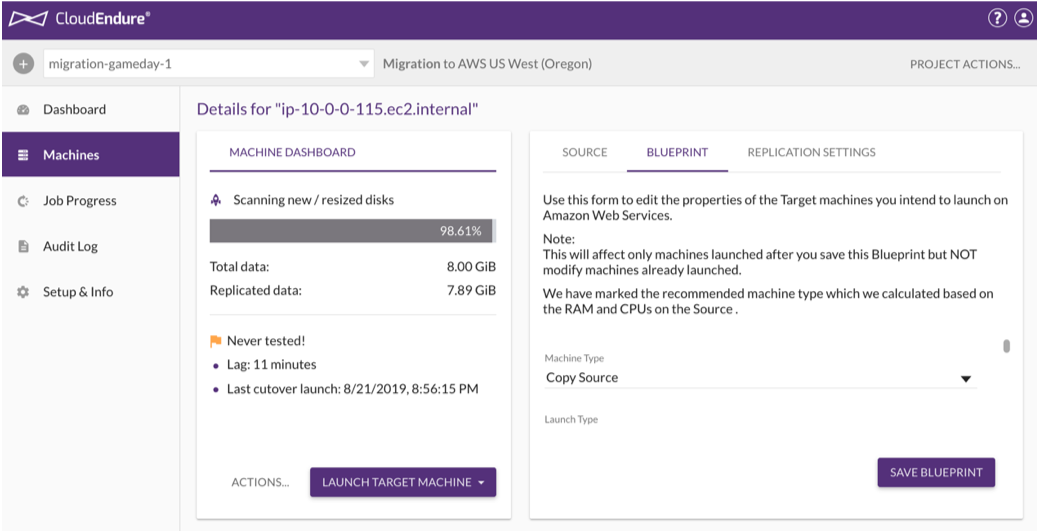 CloudEndure®
?
migration-gameday-1
Migration to AWS US West (Oregon)
PROJECT ACTIONS...
Dashboard
Machines
Job Progress
Audit Log
Setup & Info
Details for "ip-10-0-0-115.ec2.internal"
MACHINE DASHBOARD
Scanning new / resized disks
98.61%
Total data: 8.00 GiB
Replicated data: 7.89 GiB
Never tested!
• Lag: 11 minutes
• Last cutover launch: 8/21/2019, 8:56:15 PM
ACTIONS...
LAUNCH TARGET MACHINE
SOURCE
BLUEPRINT
REPLICATION SETTINGS
Use this form to edit the properties of the Target machines you intend to launch on
Amazon Web Services.
Note:
This will affect only machines launched after you save this Blueprint but NOT
modify machines already launched.
We have marked the recommended machine type which we calculated based on
the RAM and CPUs on the Source .
Machine Type
Copy Source
Launch Type
SAVE BLUEPRINT